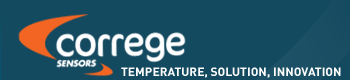 correge
SENSORS
TEMPERATURE, SOLUTION, INNOVATION